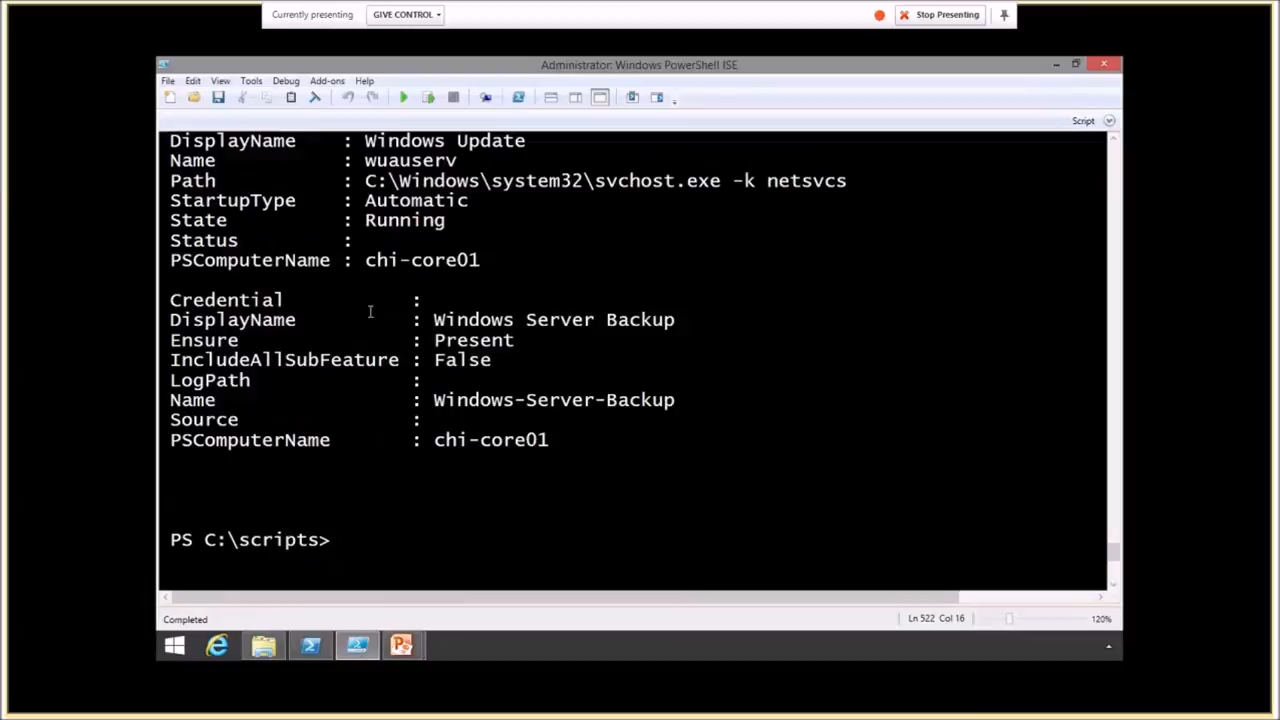 Currently presenting GIVE CONTROL Stop Presenting
Administrator: Windows PowerShell ISE
File Edit View Tools Debug Add-ons Help
Script
DisplayName : Windows Update
Name : wuauserv
Path : C:\Windows\system32\svchost.exe -k netsvcs
StartupType : Automatic
State : Running
Status :
PSComputerName : chi-core01
Credential :
DisplayName : Windows Server Backup
Ensure : Present
IncludeAllSubFeature : False
LogPath :
Name : Windows-Server-Backup
Source :
PSComputerName : chi-core01
PS C:\scripts>
Completed Ln 522 Col 16 120%